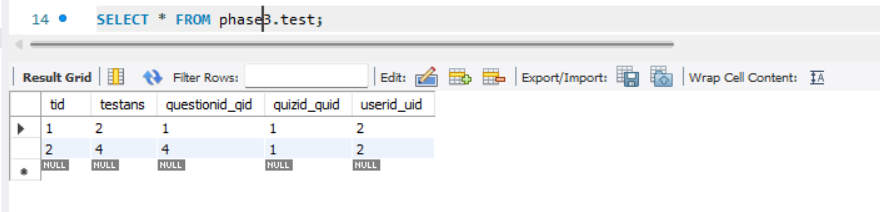 14 SELECT * FROM phase3.test;
Result Grid Filter Rows: Edit: Export/Import: Wrap Cell Content: IA
tid testans questionid_qid quizid_quid userid_uid
1 2 1 1 2
2 4 4 1 2
NULL NULL NULL NULL NULL